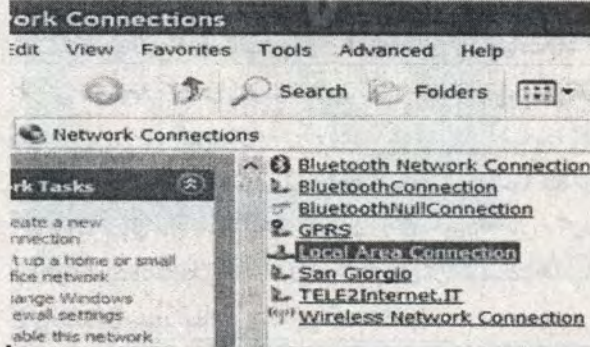 ork Connections
Edit View Favorites Tools Advanced Help
Search Folders
Network Connections
rk Tasks
eate a new
nnection
t up a home or small
fice network
ange Windows
ewall settings
able this network
Bluetooth Network Connection
BluetoothConnection
BluetoothNullConnection
GPRS
Local Area Connection
San Giorgio
TELE2Internet.IT
Wireless Network Connection